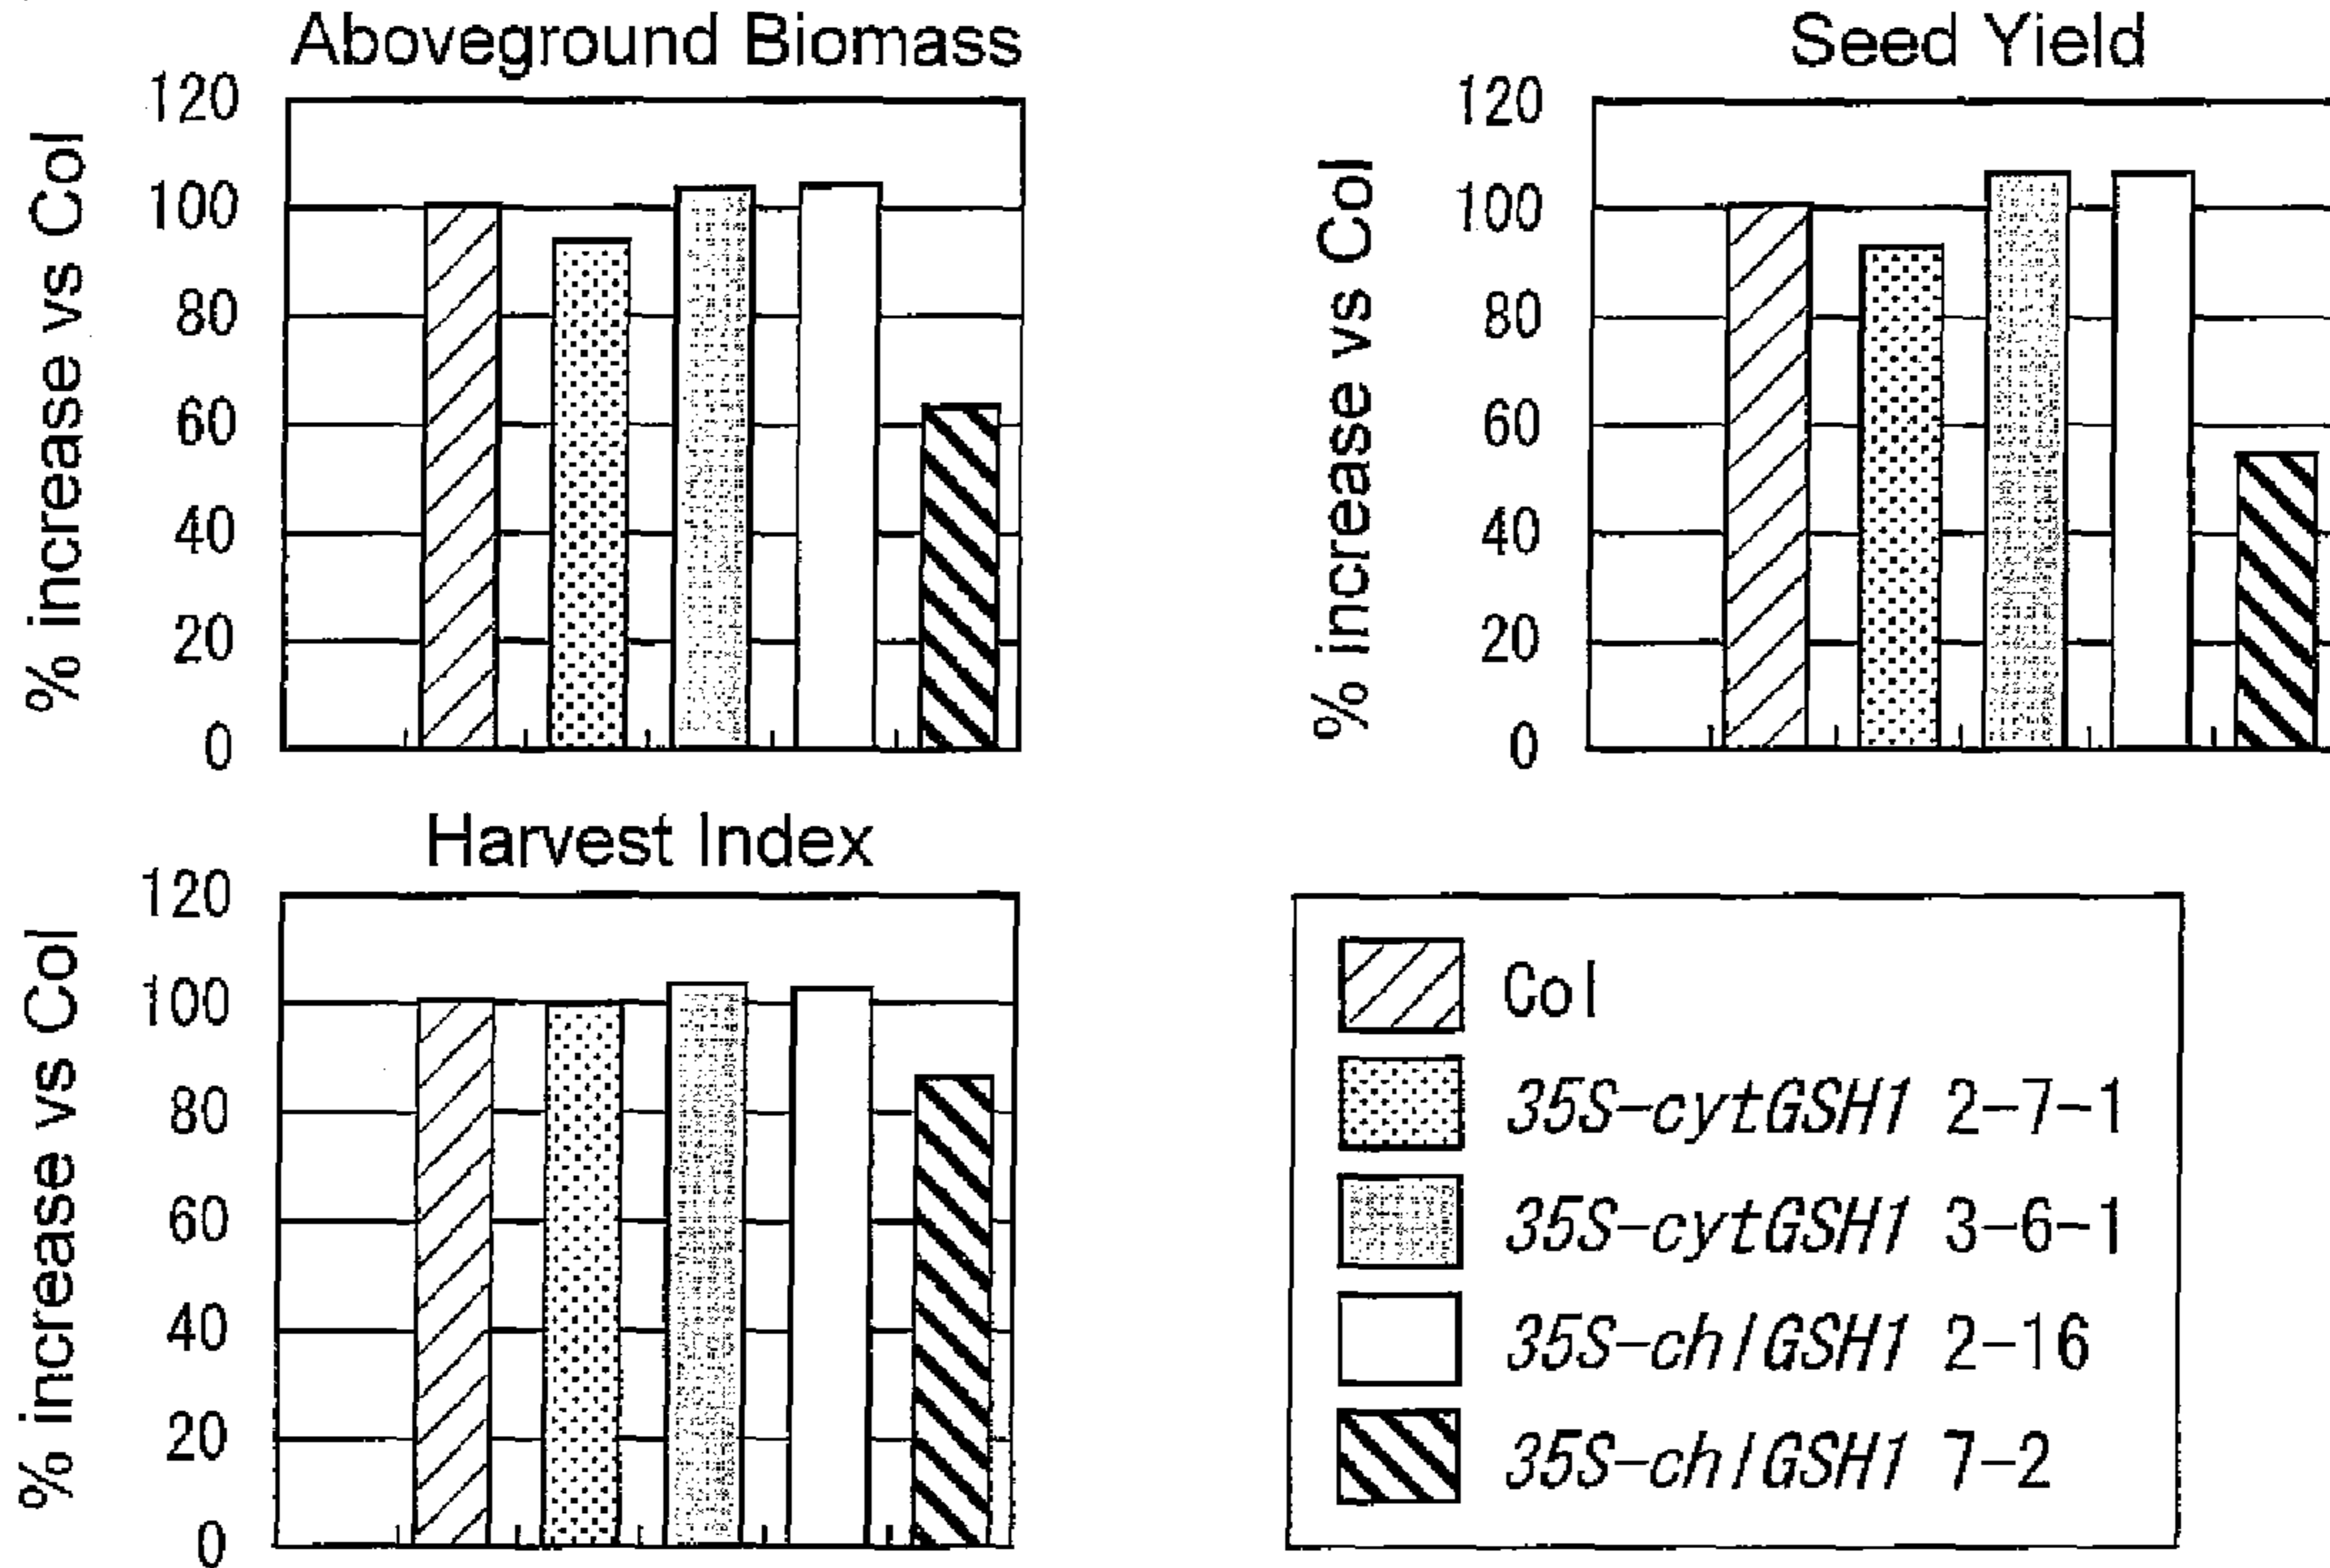 Aboveground Biomass
% increase vs Col
120
100
80
60
40
20
0
Seed Yield
% increase vs Col
120
100
80
60
40
20
0
Harvest Index
% increase vs Col
120
100
80
60
40
20
0
Col
35S-cytGSH1 2-7-1
35S-cytGSH1 3-6-1
35S-chlGSH1 2-16
35S-chlGSH1 7-2